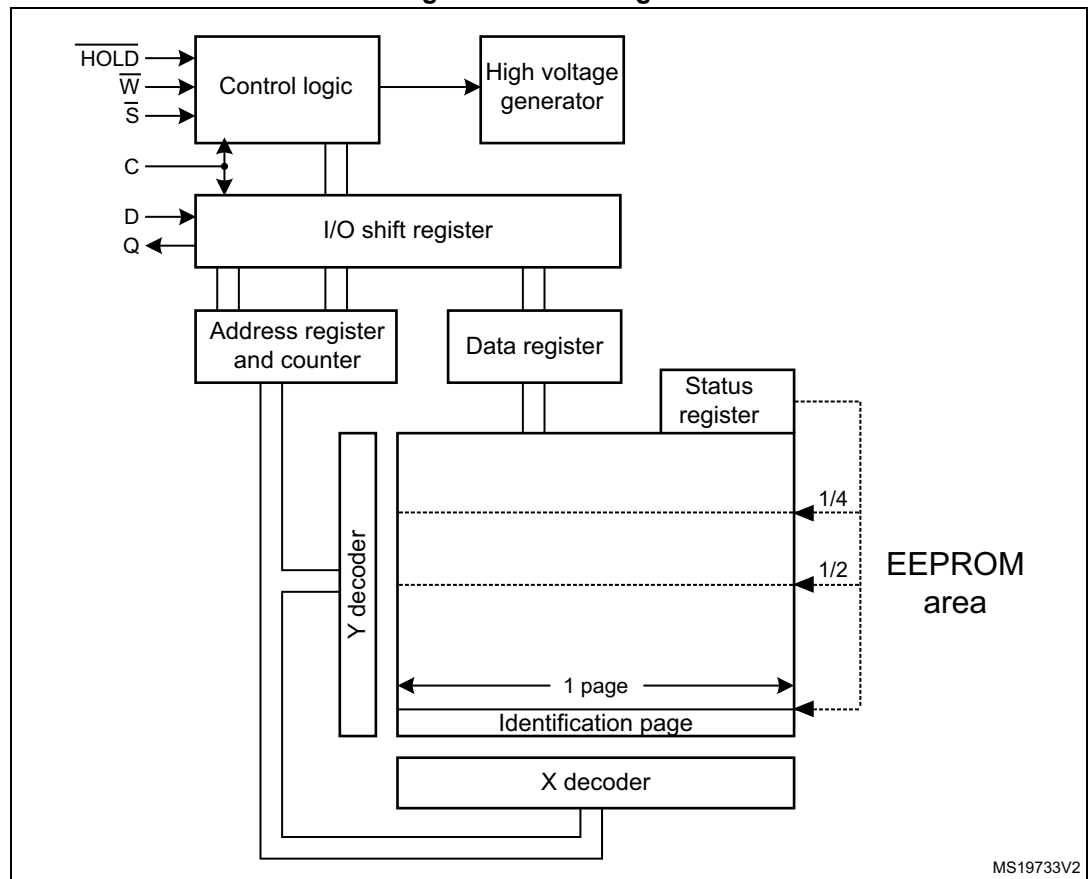 HOLD
W
S
C
D
Q
Control logic
High voltage
generator
I/O shift register
Address register
and counter
Data register
Status
register
1/4
1/2
EEPROM
area
Y decoder
1 page
Identification page
X decoder
MS19733V2